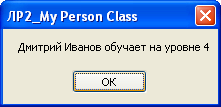 ЛР2_My Person Class
Дмитрий Иванов обучает на уровне 4
OK